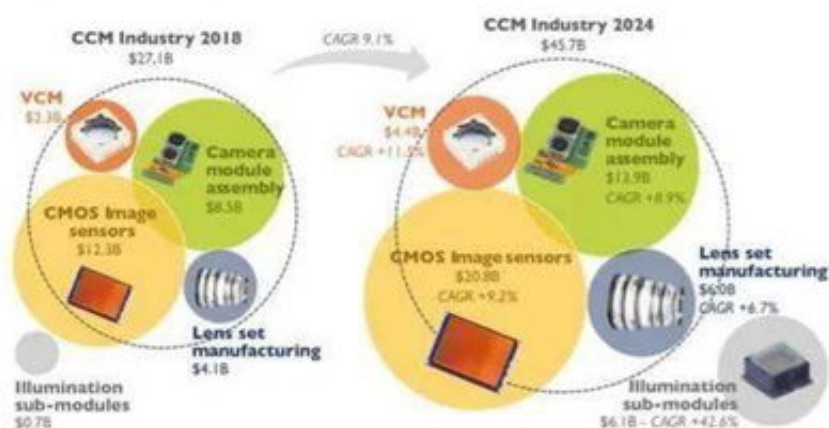 CCM Industry 2018
$27,1B
CAGR 9.1%
CCM Industry 2024
$45.7B
VCM
$2.3B
Camera
module
assembly
$8.5B
CMOS Image
sensors
$12.3B
Lens set
manufacturing
$4.1B
Illumination
sub-modules
$0.7B
VCM
$4.4B
CAGR +11.5%
Camera
module
assembly
$13.9B
CAGR +8.9%
CMOS Image sensors
$20.8B
CAGR +9.2%
Lens set
manufacturing
$6.0B
CAGR +6.7%
Illumination
sub-modules
$6.1B - CAGR +42.6%